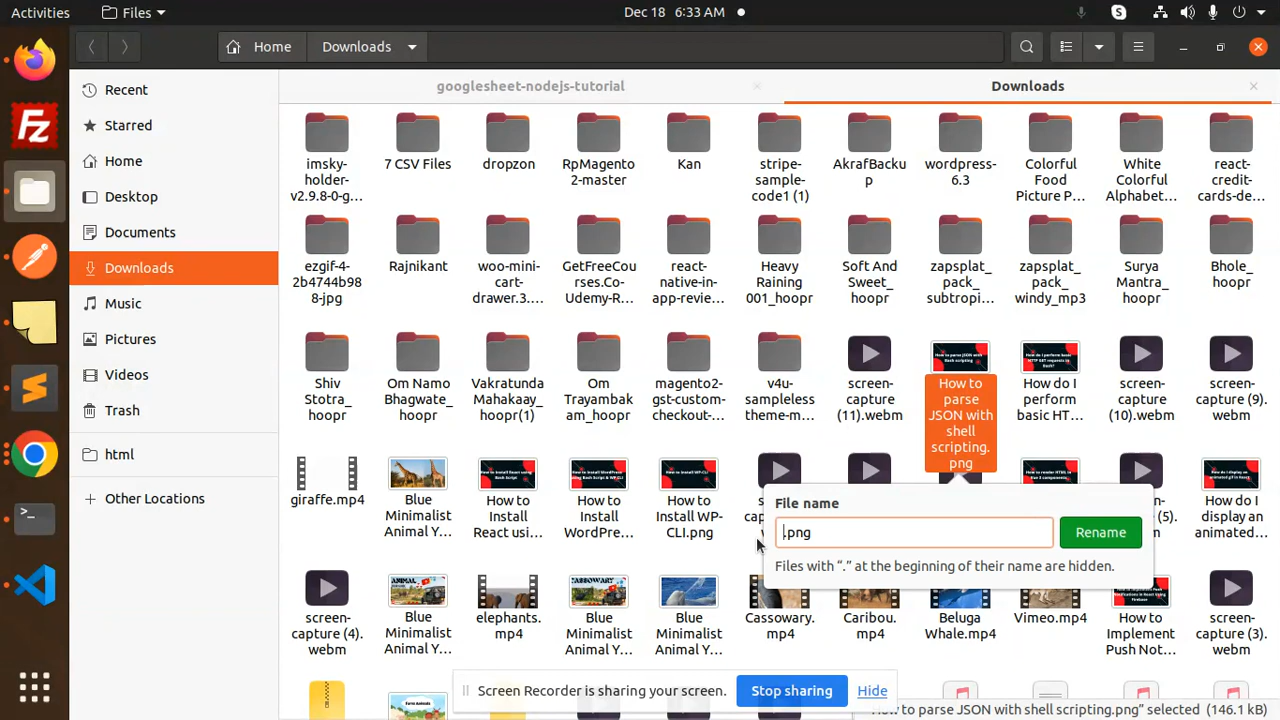 Activities
Files
Dec 18 6:33 AM
Home
Downloads
googlesheet-nodejs-tutorial
Downloads
Recent
Starred
Home
Desktop
Documents
Downloads
Music
Pictures
Videos
Trash
html
Other Locations
imsky-
holder-
v2.9.8-0-g...
7 CSV Files
dropzon
RpMagento
2-master
Kan
stripe-
sample-
code1 (1)
AkrafBacku
p
wordpress-
6.3
Colorful
Food
Picture P...
White
Colorful
Alphabet...
react-
credit-
cards-de...
ezgif-4-
2b4744b98
8-jpg
Rajnikant
woo-mini-
cart-
drawer.3....
GetFreeCou
rses.Co-
Udemy-R...
react-
native-in-
app-revie...
Heavy
Raining
001_hoopr
Soft And
Sweet_
hoopr
zapsplat_
pack_
subtropi...
zapsplat_
pack_
windy_mp3
Surya
Mantra_
hoopr
Bhole_
hoopr
Shiv
Stotra_
hoopr
Om Namo
Bhagwate_
hoopr
Vakratunda
Mahakaay_
hoopr(1)
Om
Trayambak
am_hoopr
magento2-
gst-custom-
checkout-...
v4u-
sampleless
theme-m...
screen-
capture
(11).webm
How to
parse
JSON with
shell
scripting.
png
How do I
perform
basic HT...
screen-
capture
(10).webm
screen-
capture (9).
webm
giraffe.mp4
Blue
Minimalist
Animal Y...
How to
Install
React usi...
How to
Install
WordPre...
How to
Install WP-
CLI.png
(5).
webm
How do I
display an
animated...
File name
.png
Rename
Files with “.” at the beginning of their name are hidden.
screen-
capture (4).
webm
Blue
Minimalist
Animal Y...
elephants.
mp4
Blue
Minimalist
Animal Y...
Blue
Minimalist
Animal Y...
Cassowary.
mp4
Caribou.
mp4
Beluga
Whale.mp4
Vimeo.mp4
How to
Implement
Push Not...
screen-
capture (3).
webm
Screen Recorder is sharing your screen.
Stop sharing
Hide
“How to parse JSON with shell scripting.png” selected (146.1 kB)